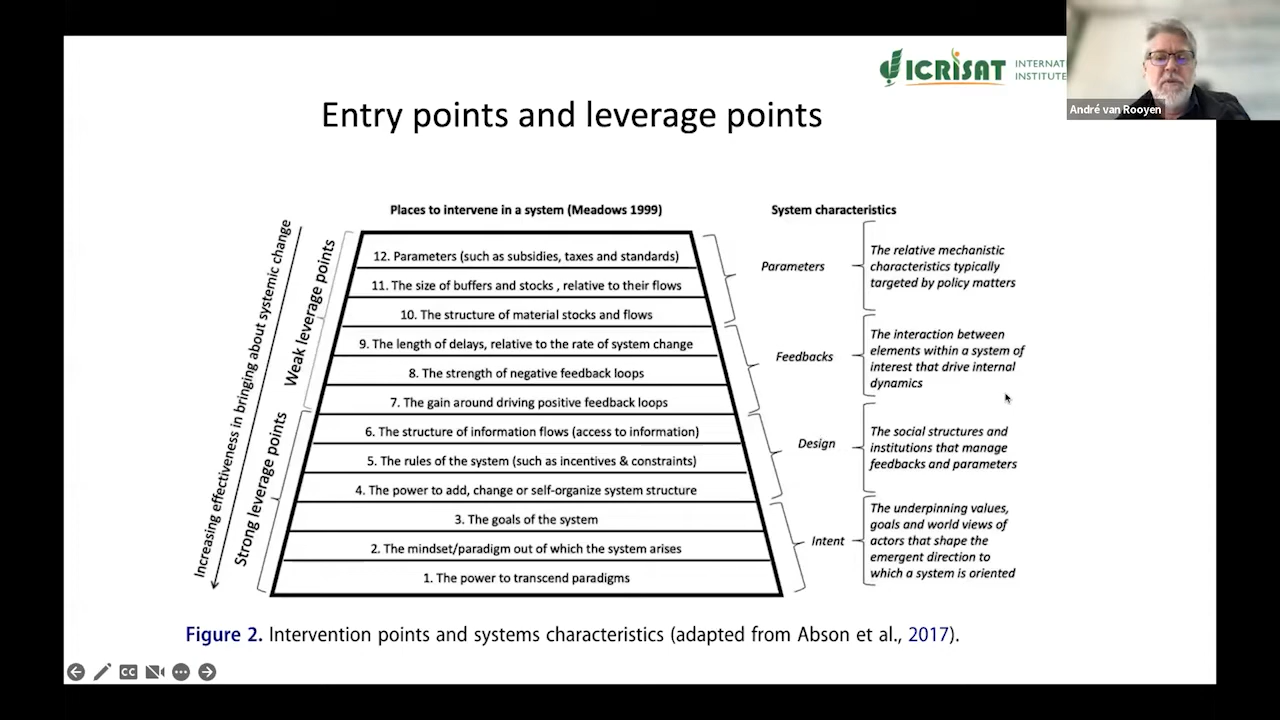 ICRISAT
INTERNAT
INSTITUTE
André van Rooyen
Entry points and leverage points
Places to intervene in a system (Meadows 1999)
System characteristics
Increasing effectiveness in bringing about systemic change
Weak leverage points
Strong leverage points
12. Parameters (such as subsidies, taxes and standards)
11. The size of buffers and stocks , relative to their flows
10. The structure of material stocks and flows
9. The length of delays, relative to the rate of system change
8. The strength of negative feedback loops
7. The gain around driving positive feedback loops
6. The structure of information flows (access to information)
5. The rules of the system (such as incentives & constraints)
4. The power to add, change or self-organize system structure
3. The goals of the system
2. The mindset/paradigm out of which the system arises
1. The power to transcend paradigms
Parameters
The relative mechanistic
characteristics typically
targeted by policy matters
Feedbacks
The interaction between
elements within a system of
interest that drive internal
dynamics
Design
The social structures and
institutions that manage
feedbacks and parameters
Intent
The underpinning values,
goals and world views of
actors that shape the
emergent direction to
which a system is oriented
Figure 2. Intervention points and systems characteristics (adapted from Abson et al., 2017).
CC